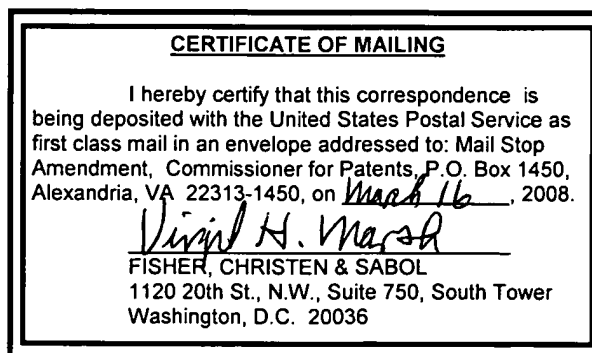 CERTIFICATE OF MAILING
I hereby certify that this correspondence is
being deposited with the United States Postal Service as
first class mail in an envelope addressed to: Mail Stop
Amendment, Commissioner for Patents, P.O. Box 1450,
Alexandria, VA 22313-1450, on March 16, 2008.
Virgil H. Marsh
FISHER, CHRISTEN & SABOL
1120 20th St., N.W., Suite 750, South Tower
Washington, D.C. 20036